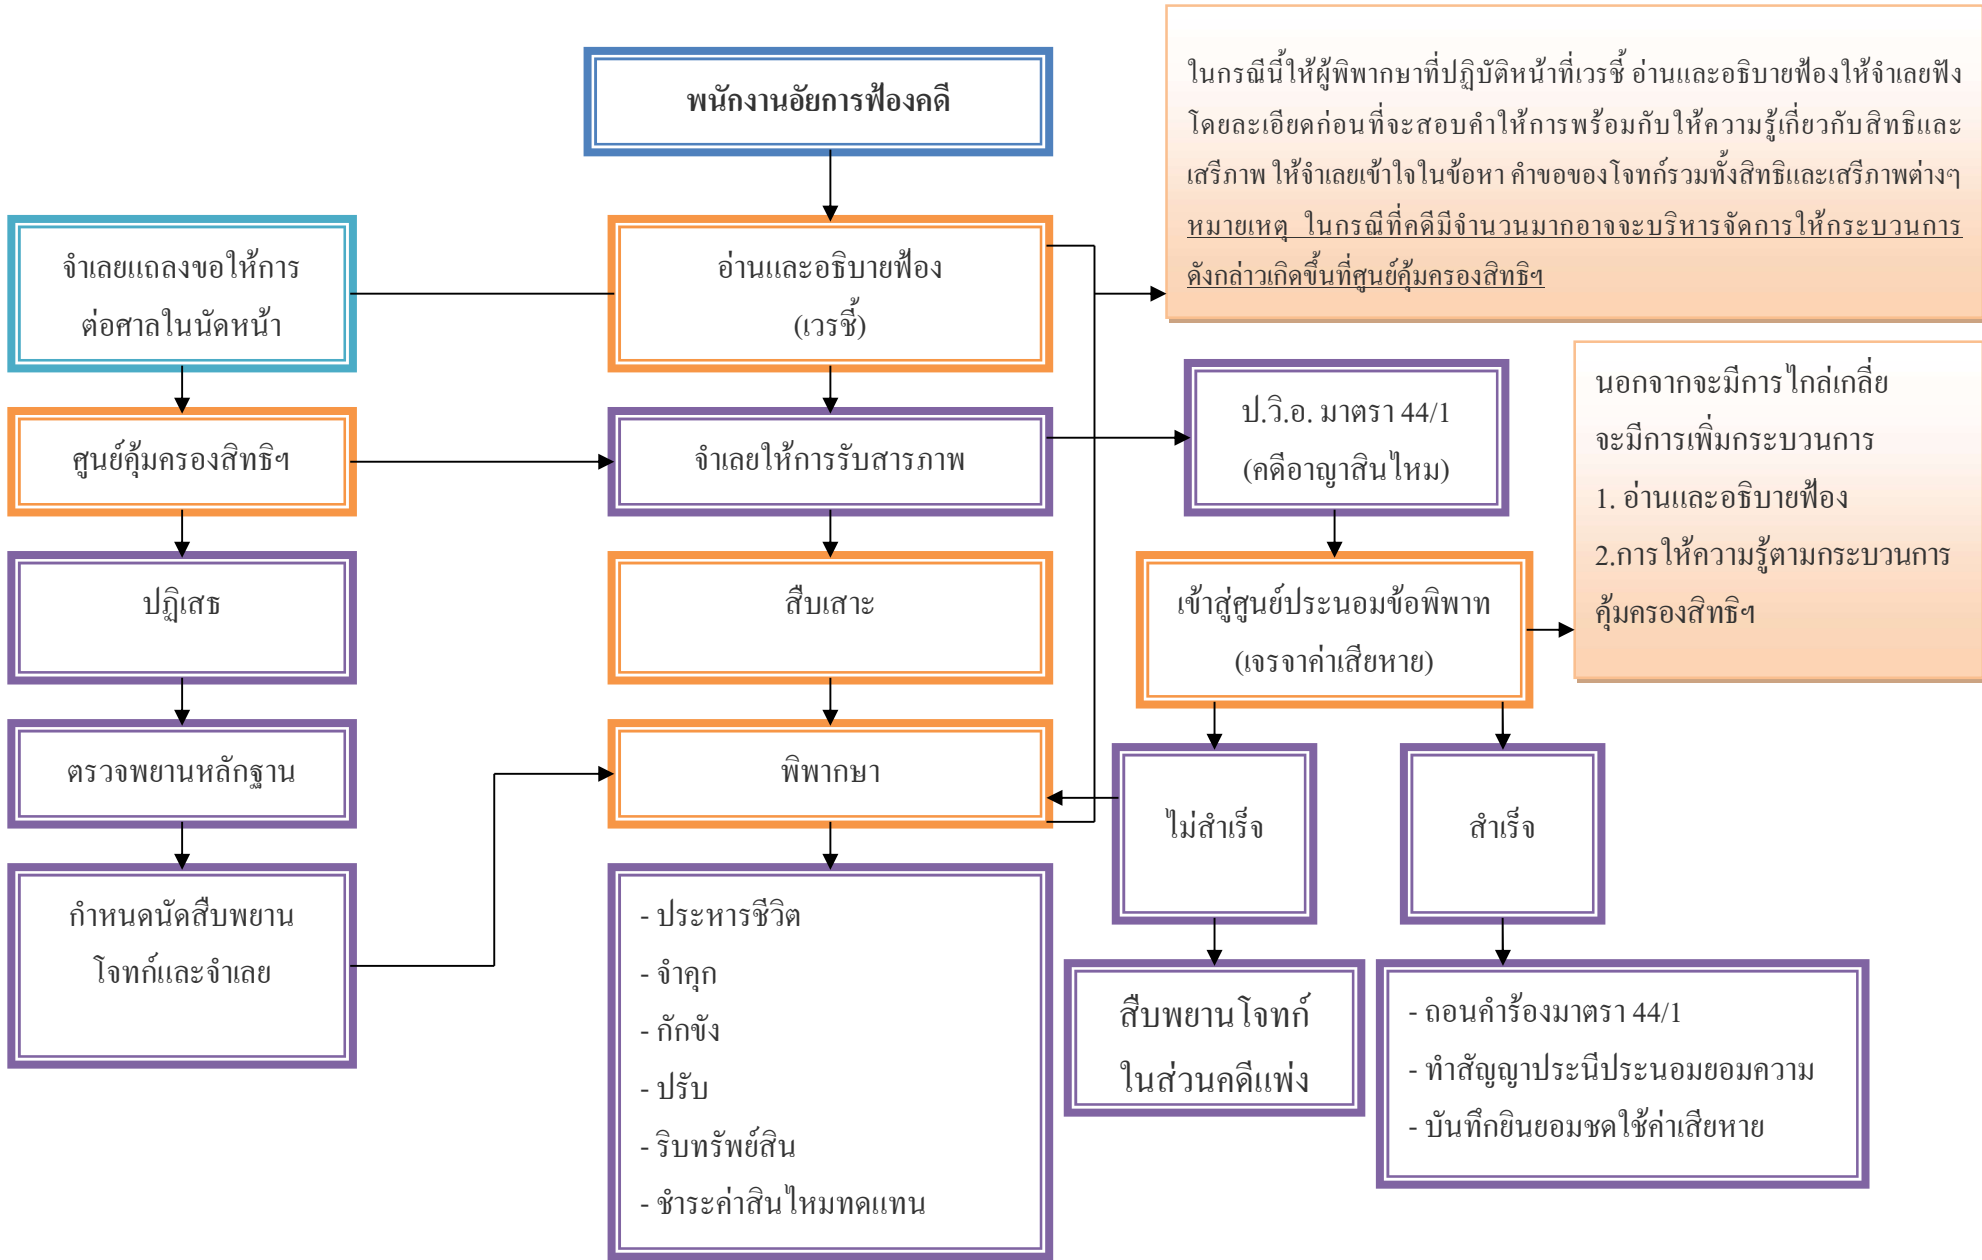 พนักงานอัยการฟ้องคดี
ในกรณีนี้ให้ผู้พิพากษาที่ปฏิบัติหน้าที่เวรชี้ อ่านและอธิบายฟ้องให้จำเลยฟัง
โดยละเอียดก่อนที่จะสอบคำให้การพร้อมกับให้ความรู้เกี่ยวกับสิทธิและ
เสรีภาพ ให้จำเลยเข้าใจในข้อหา คำขอของโจทก์รวมทั้งสิทธิและเสรีภาพต่างๆ
หมายเหตุ ในกรณีที่คดีมีจำนวนมากอาจจะบริหารจัดการให้กระบวนการ
ดังกล่าวเกิดขึ้นที่ศูนย์คุ้มครองสิทธิฯ
จำเลยแถลงขอให้การ
ต่อศาลในนัดหน้า
อ่านและอธิบายฟ้อง
(เวรชี้)
ป.วิ.อ. มาตรา 44/1
(คดีอาญาสินไหม)
นอกจากจะมีการไกล่เกลี่ย
จะมีการเพิ่มกระบวนการ
1. อ่านและอธิบายฟ้อง
2.การให้ความรู้ตามกระบวนการ
คุ้มครองสิทธิฯ
ศูนย์คุ้มครองสิทธิฯ
จำเลยให้การรับสารภาพ
ปฏิเสธ
สืบเสาะ
เข้าสู่ศูนย์ประนอมข้อพิพาท
(เจรจาค่าเสียหาย)
ตรวจพยานหลักฐาน
พิพากษา
ไม่สำเร็จ
สำเร็จ
กำหนดนัดสืบพยาน
โจทก์และจำเลย
- ประหารชีวิต
- จำคุก
- กักขัง
- ปรับ
- ริบทรัพย์สิน
- ชำระค่าสินไหมทดแทน
สืบพยานโจทก์
ในส่วนคดีแพ่ง
- ถอนคำร้องมาตรา 44/1
- ทำสัญญาประนีประนอมยอมความ
- บันทึกยินยอมชดใช้ค่าเสียหาย